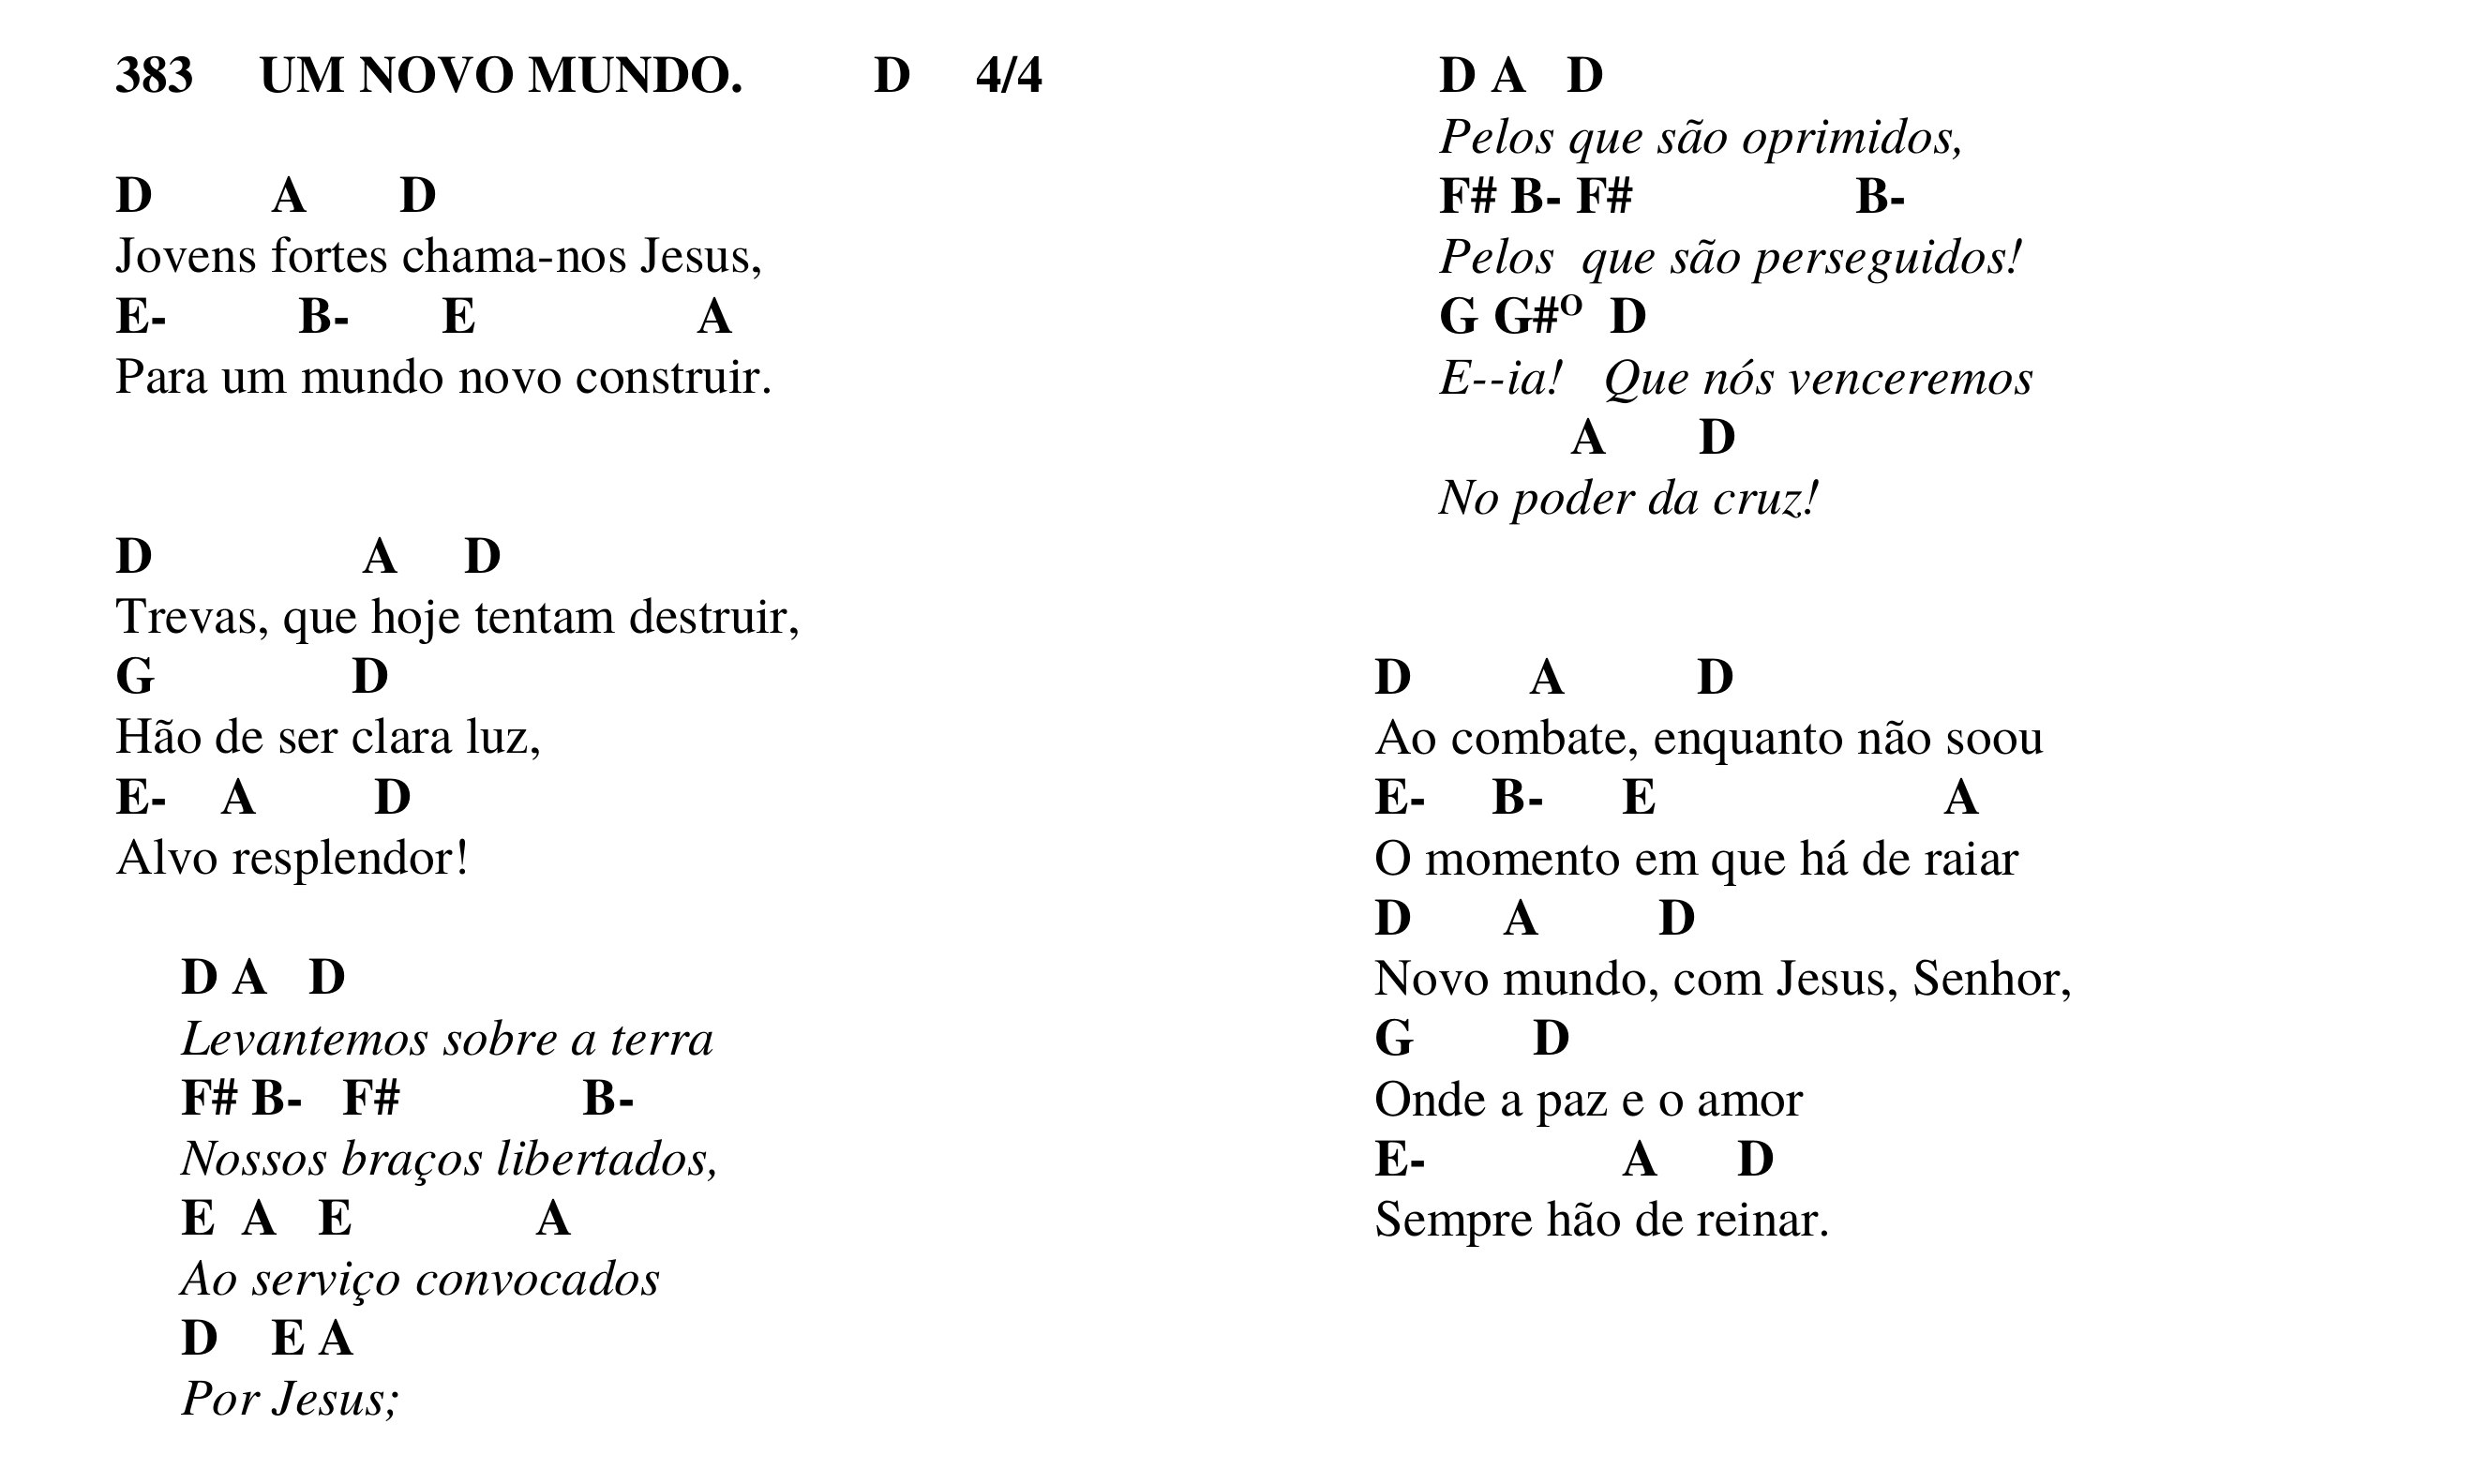 383 UM NOVO MUNDO. D 4/4
D A D
Jovens fortes chama-nos Jesus,
E- B- E A
Para um mundo novo construir.
D A D
Trevas, que hoje tentam destruir,
G D
Hão de ser clara luz,
E- A D
Alvo resplendor!
D A D
Levantemos sobre a terra
F# B- F# B-
Nossos braços libertados,
E A E A
Ao serviço convocados
D E A
Por Jesus;
D A D
Pelos que são oprimidos,
F# B- F# B-
Pelos que são perseguidos!
G G#º D
E--ia! Que nós venceremos
A D
No poder da cruz!
D A D
Ao combate, enquanto não soou
E- B- E A
O momento em que há de raiar
D A D
Novo mundo, com Jesus, Senhor,
G D
Onde a paz e o amor
E- A D
Sempre hão de reinar.